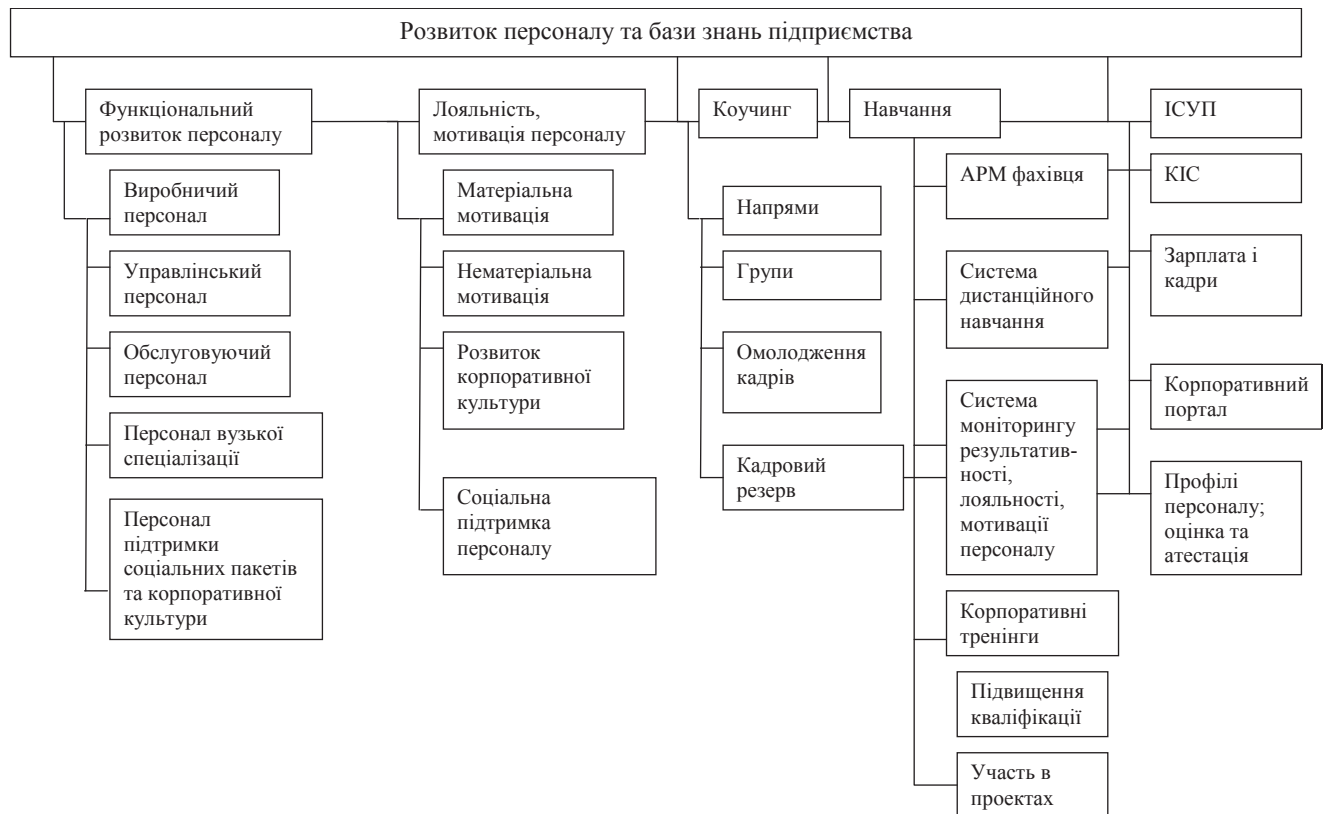 Розвиток персоналу та бази знань підприємства
Функціональний
розвиток персоналу
Виробничий
персонал
Управлінський
персонал
Обслуговуючий
персонал
Персонал вузької
спеціалізації
Персонал
підтримки
соціальних пакетів
та корпоративної
культури
Лояльність,
мотивація персоналу
Матеріальна
мотивація
Нематеріальна
мотивація
Розвиток
корпоративної
культури
Соціальна
підтримка
персоналу
Коучинг
Напрями
Групи
Омолодження
кадрів
Кадровий
резерв
Навчання
АРМ фахівця
Система
дистанційного
навчання
Система
моніторингу
результатив-
ності,
лояльності,
мотивації
персоналу
Корпоративні
тренінги
Підвищення
кваліфікації
Участь в
проектах
ІСУП
КІС
Зарплата і
кадри
Корпоративний
портал
Профілі
персоналу;
оцінка та
атестація